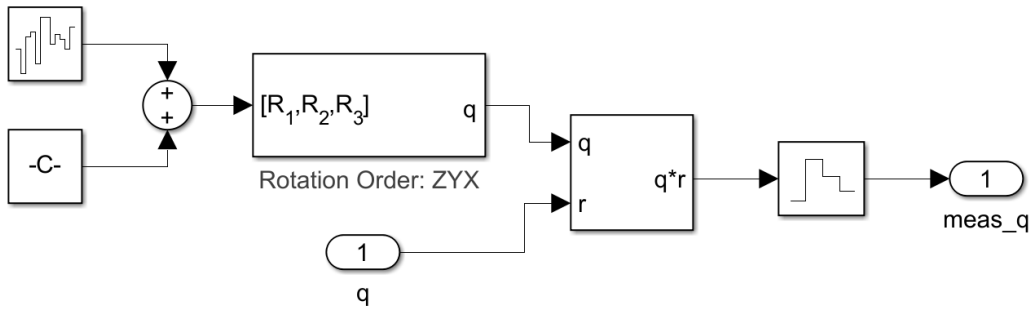 +
+
-C-
[R1,R2,R3]
q
Rotation Order: ZYX
q
r
q*r
1
q
1
meas_q